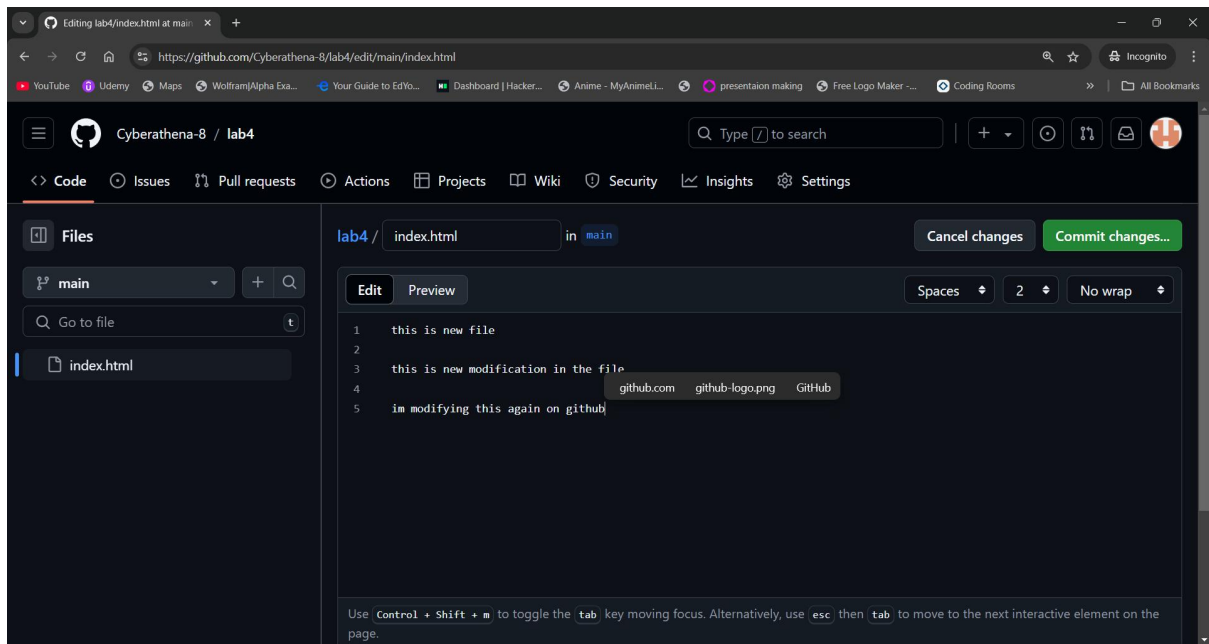 Editing lab4/index.html at main
https://github.com/Cyberathena-8/lab4/edit/main/index.html
Incognito
YouTube Udemy Maps Wolfram|Alpha Exa... Your Guide to EdYo... Dashboard | Hacker... Anime - MyAnimeLi... presentaion making Free Logo Maker -... Coding Rooms » All Bookmarks
Cyberathena-8 / lab4
Type / to search
<> Code Issues Pull requests Actions Projects Wiki Security Insights Settings
Files
lab4 / index.html in main
Cancel changes Commit changes...
main
Edit Preview
Spaces 2 No wrap
Go to file t
index.html
1 this is new file
2
3 this is new modification in the file
github.com github-logo.png GitHub
4
5 im modifying this again on github
Use Control + Shift + m to toggle the tab key moving focus. Alternatively, use esc then tab to move to the next interactive element on the
page.